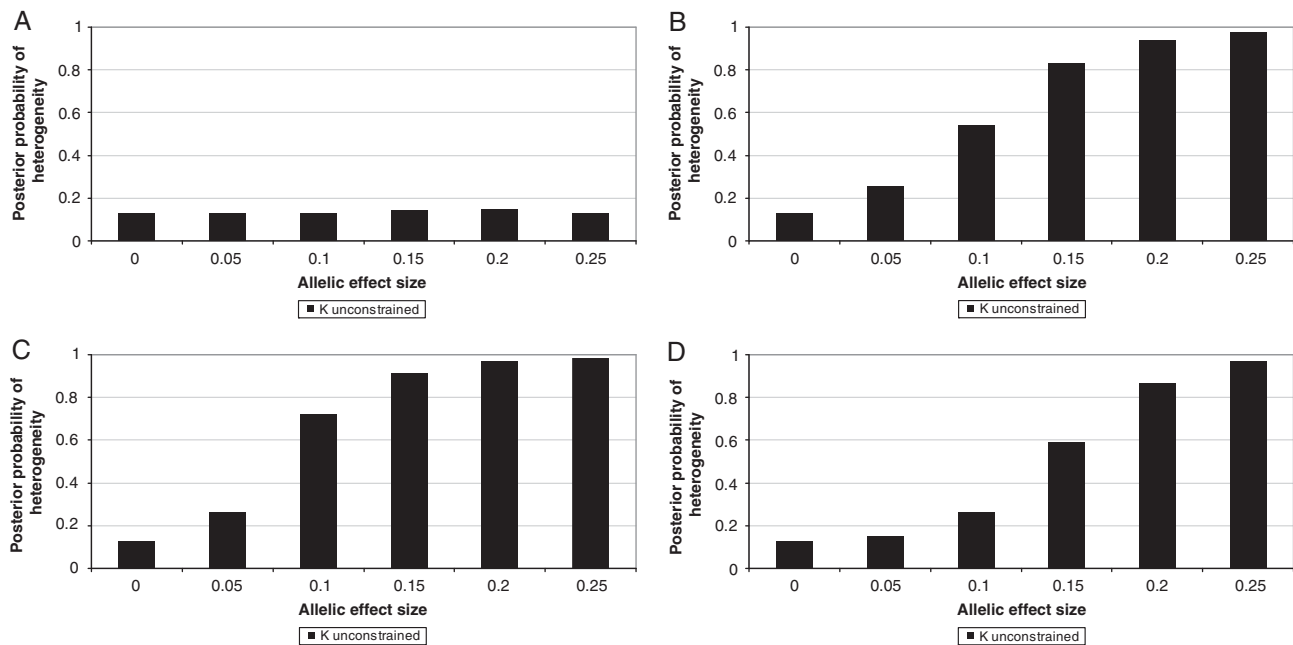 A
Posterior probability of
heterogeneity
1
0.8
0.6
0.4
0.2
0
0 0.05 0.1 0.15 0.2 0.25
Allelic effect size
K unconstrained
B
Posterior probability of
heterogeneity
1
0.8
0.6
0.4
0.2
0
0 0.05 0.1 0.15 0.2 0.25
Allelic effect size
K unconstrained
C
Posterior probability of
heterogeneity
1
0.8
0.6
0.4
0.2
0
0 0.05 0.1 0.15 0.2 0.25
Allelic effect size
K unconstrained
D
Posterior probability of
heterogeneity
1
0.8
0.6
0.4
0.2
0
0 0.05 0.1 0.15 0.2 0.25
Allelic effect size
K unconstrained